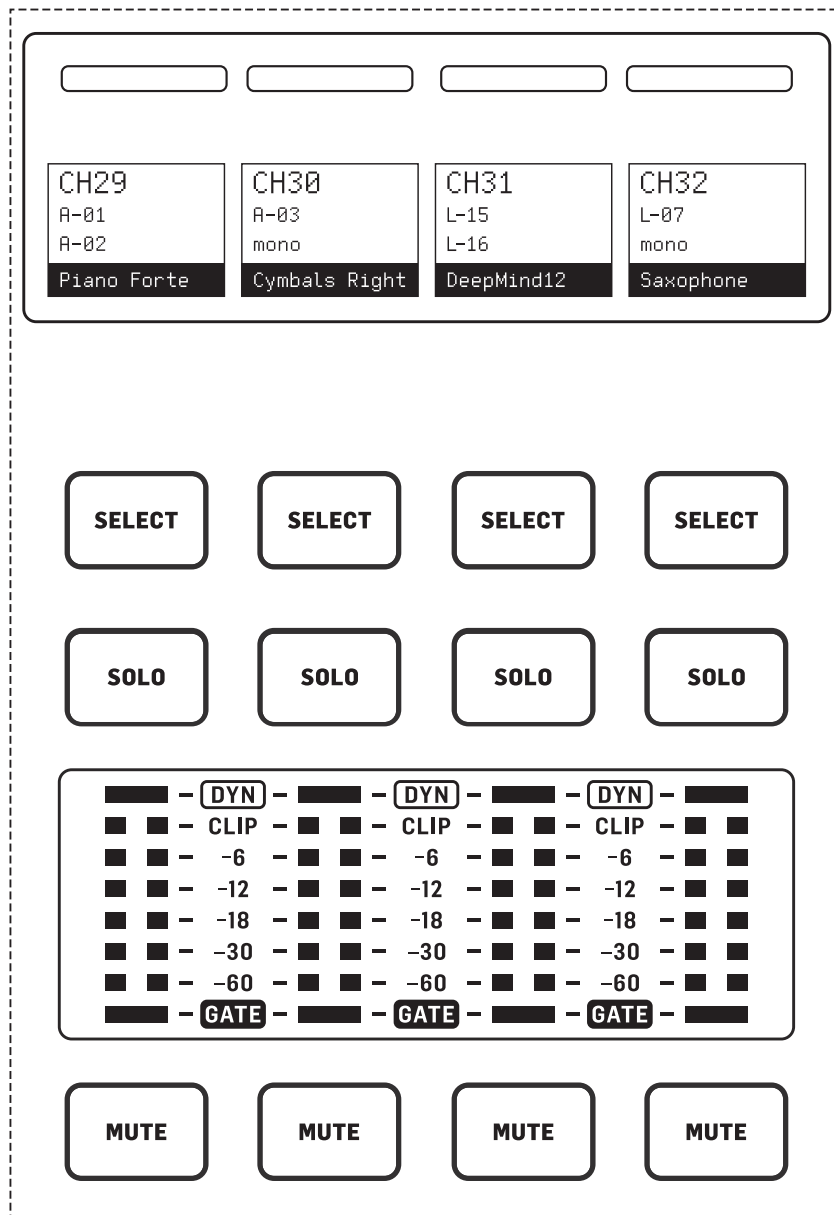 CH29 CH30 CH31 CH32
A-01 A-03 L-15 L-07
A-02 mono L-16 mono
Piano Forte Cymbals Right DeepMind12 Saxophone
SELECT SELECT SELECT SELECT
SOLO SOLO SOLO SOLO
DYN DYN DYN
CLIP CLIP CLIP
-6 -6 -6
-12 -12 -12
-18 -18 -18
-30 -30 -30
-60 -60 -60
GATE GATE GATE
MUTE MUTE MUTE MUTE